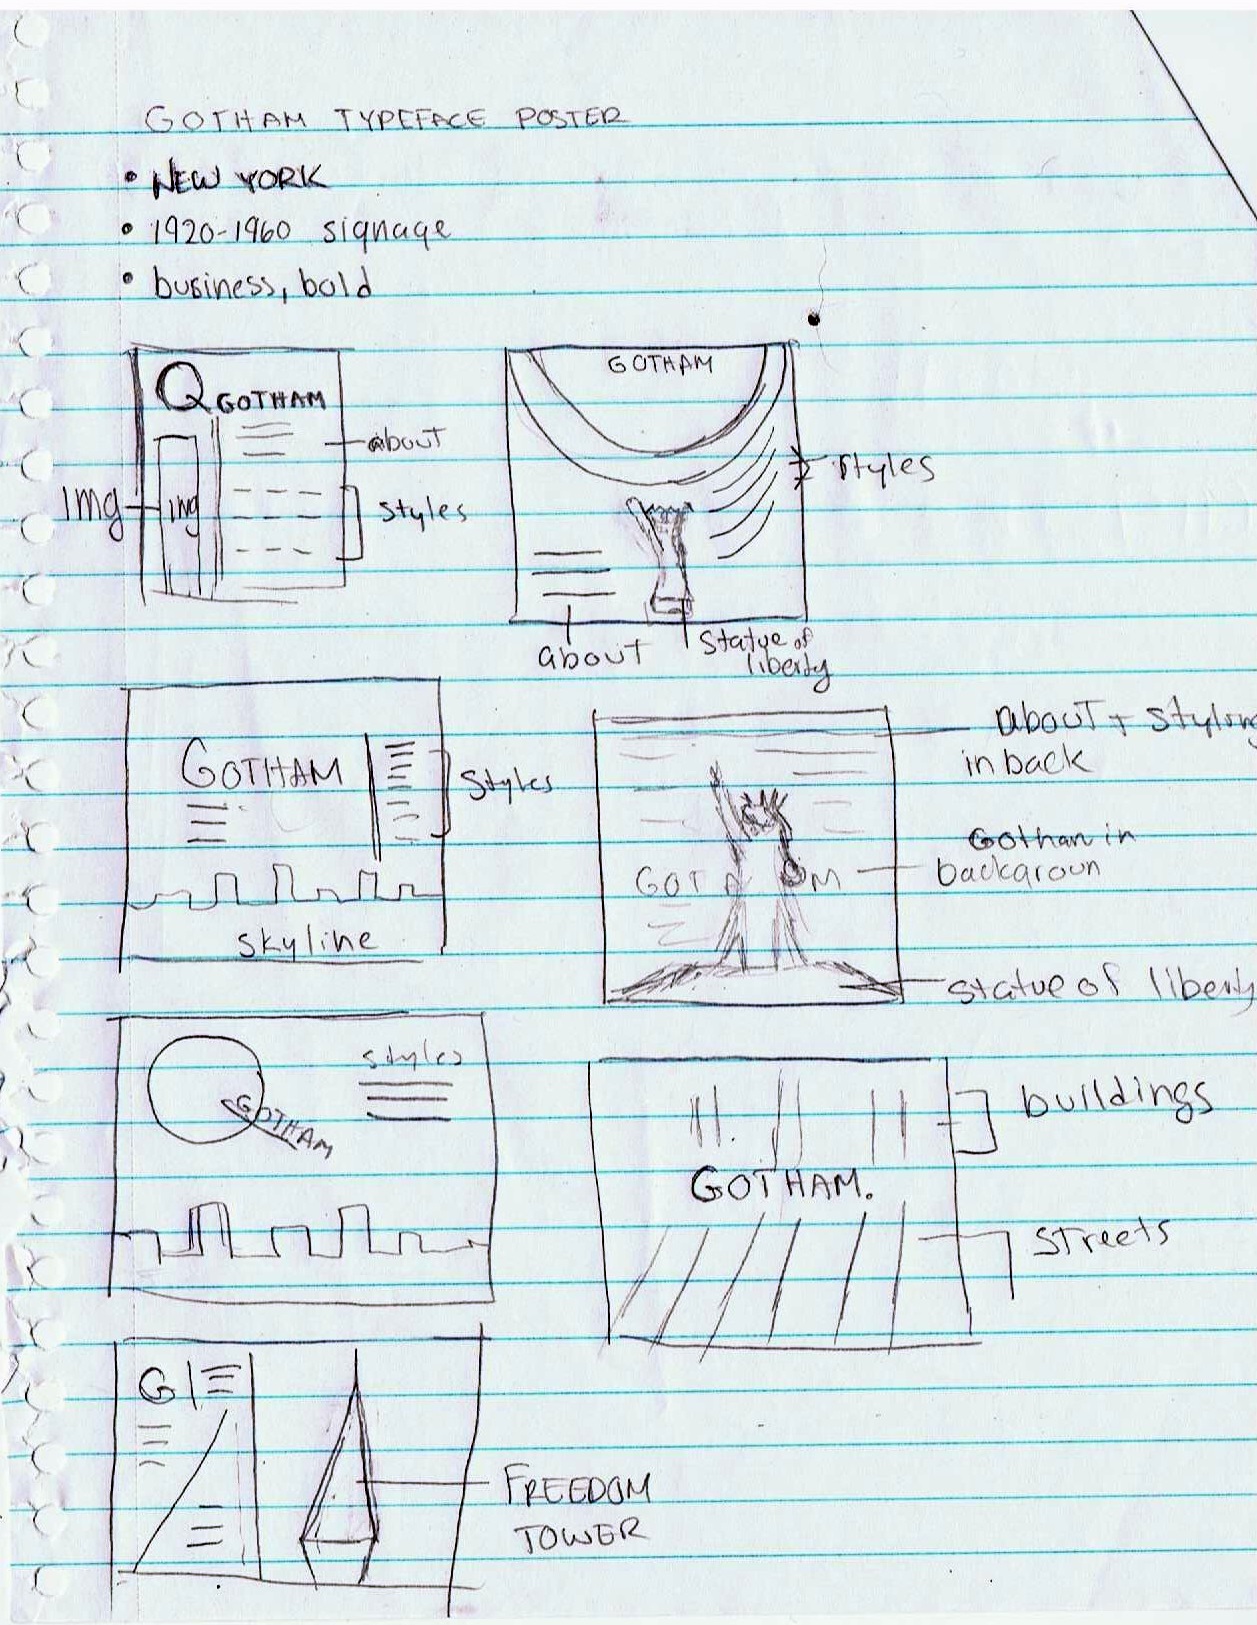 GOTHAM TYPEFACE POSTER
• NEW YORK
• 1920-1960 signage
• business, bold
Q GOTHAM
about
img
img
styles
GOTHAM
styles
about
statue of
liberty
GOTHAM
styles
skyline
about + styling
in back
Gothan in
backgroun
GOT A M
statue of liberty
Q
GOTHAM
styles
buildings
GOTHAM.
streets
G
FREEDOM
TOWER